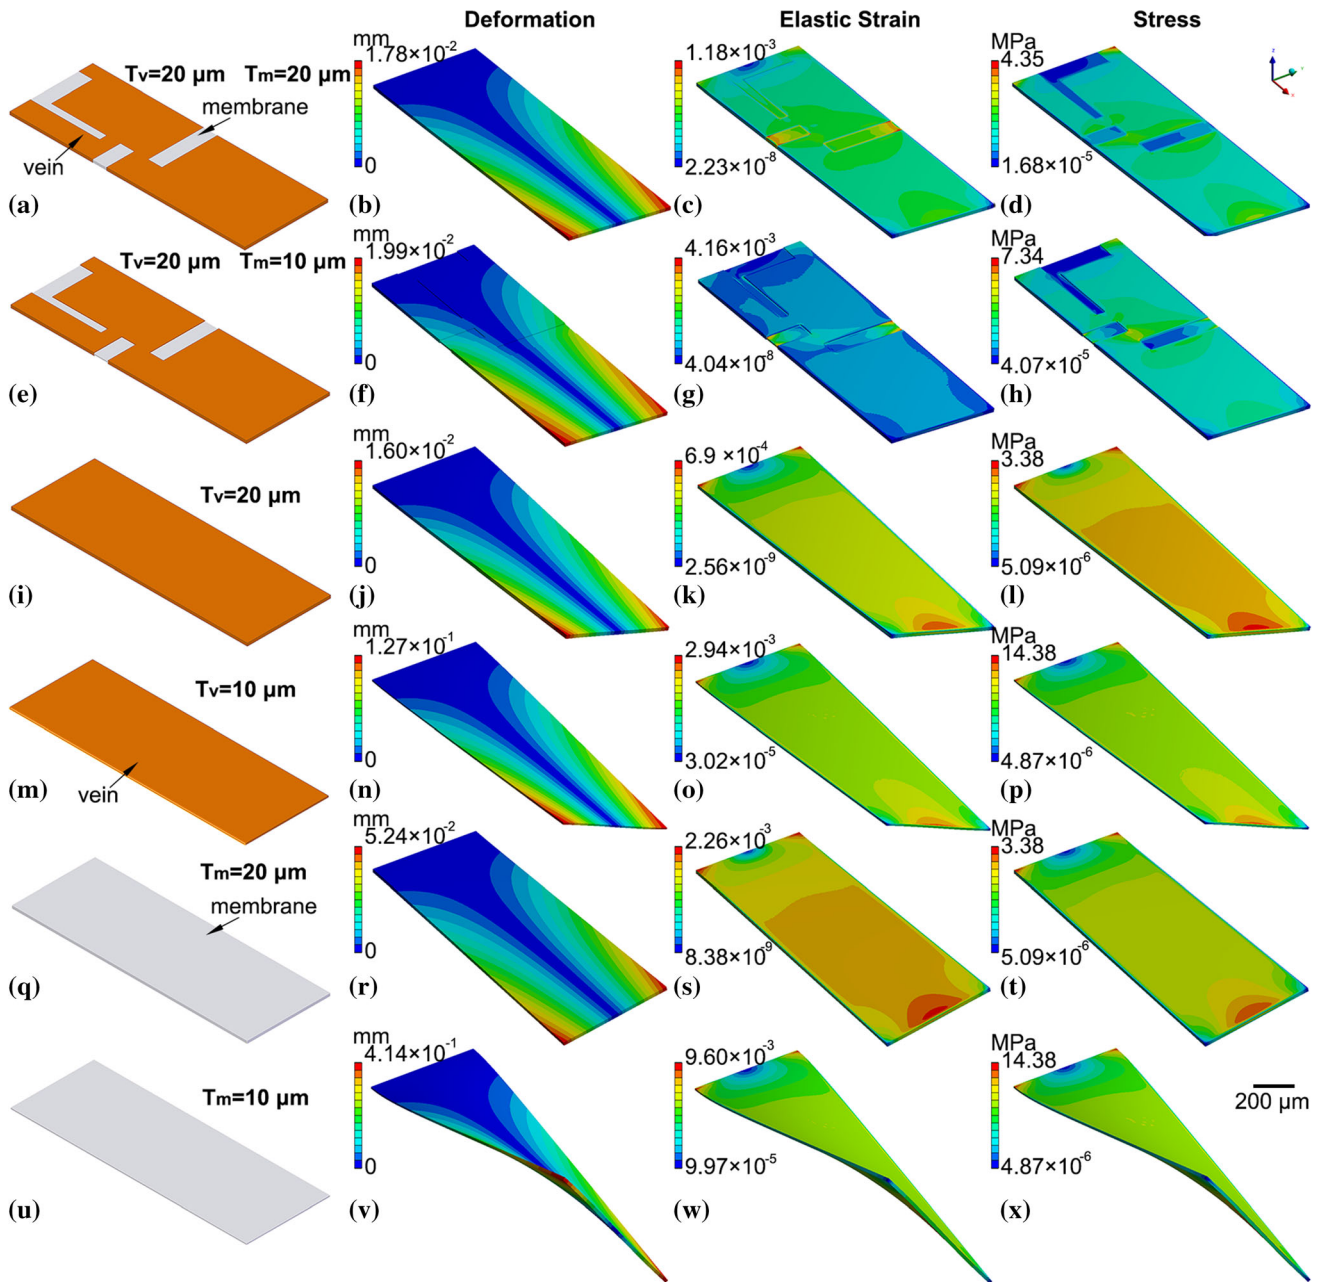 Deformation Elastic Strain Stress
mm MPa
1.78×10-2 1.18×10-3 4.35
Tv=20 µm Tm=20 µm
membrane
vein
0 2.23×10-8 1.68×10-5
(a) (b) (c) (d)
mm MPa
1.99×10-2 4.16×10-3 7.34
Tv=20 µm Tm=10 µm
0 4.04×10-8 4.07×10-5
(e) (f) (g) (h)
mm MPa
1.60×10-2 6.9 ×10-4 3.38
Tv=20 µm
0 2.56×10-9 5.09×10-6
(i) (j) (k) (l)
mm MPa
1.27×10-1 2.94×10-3 14.38
Tv=10 µm
0 3.02×10-5 4.87×10-6
vein
(m) (n) (o) (p)
mm MPa
5.24×10-2 2.26×10-3 3.38
Tm=20 µm
membrane
0 8.38×10-9 5.09×10-6
(q) (r) (s) (t)
mm MPa
4.14×10-1 9.60×10-3 14.38
Tm=10 µm
200 µm
0 9.97×10-5 4.87×10-6
(u) (v) (w) (x)